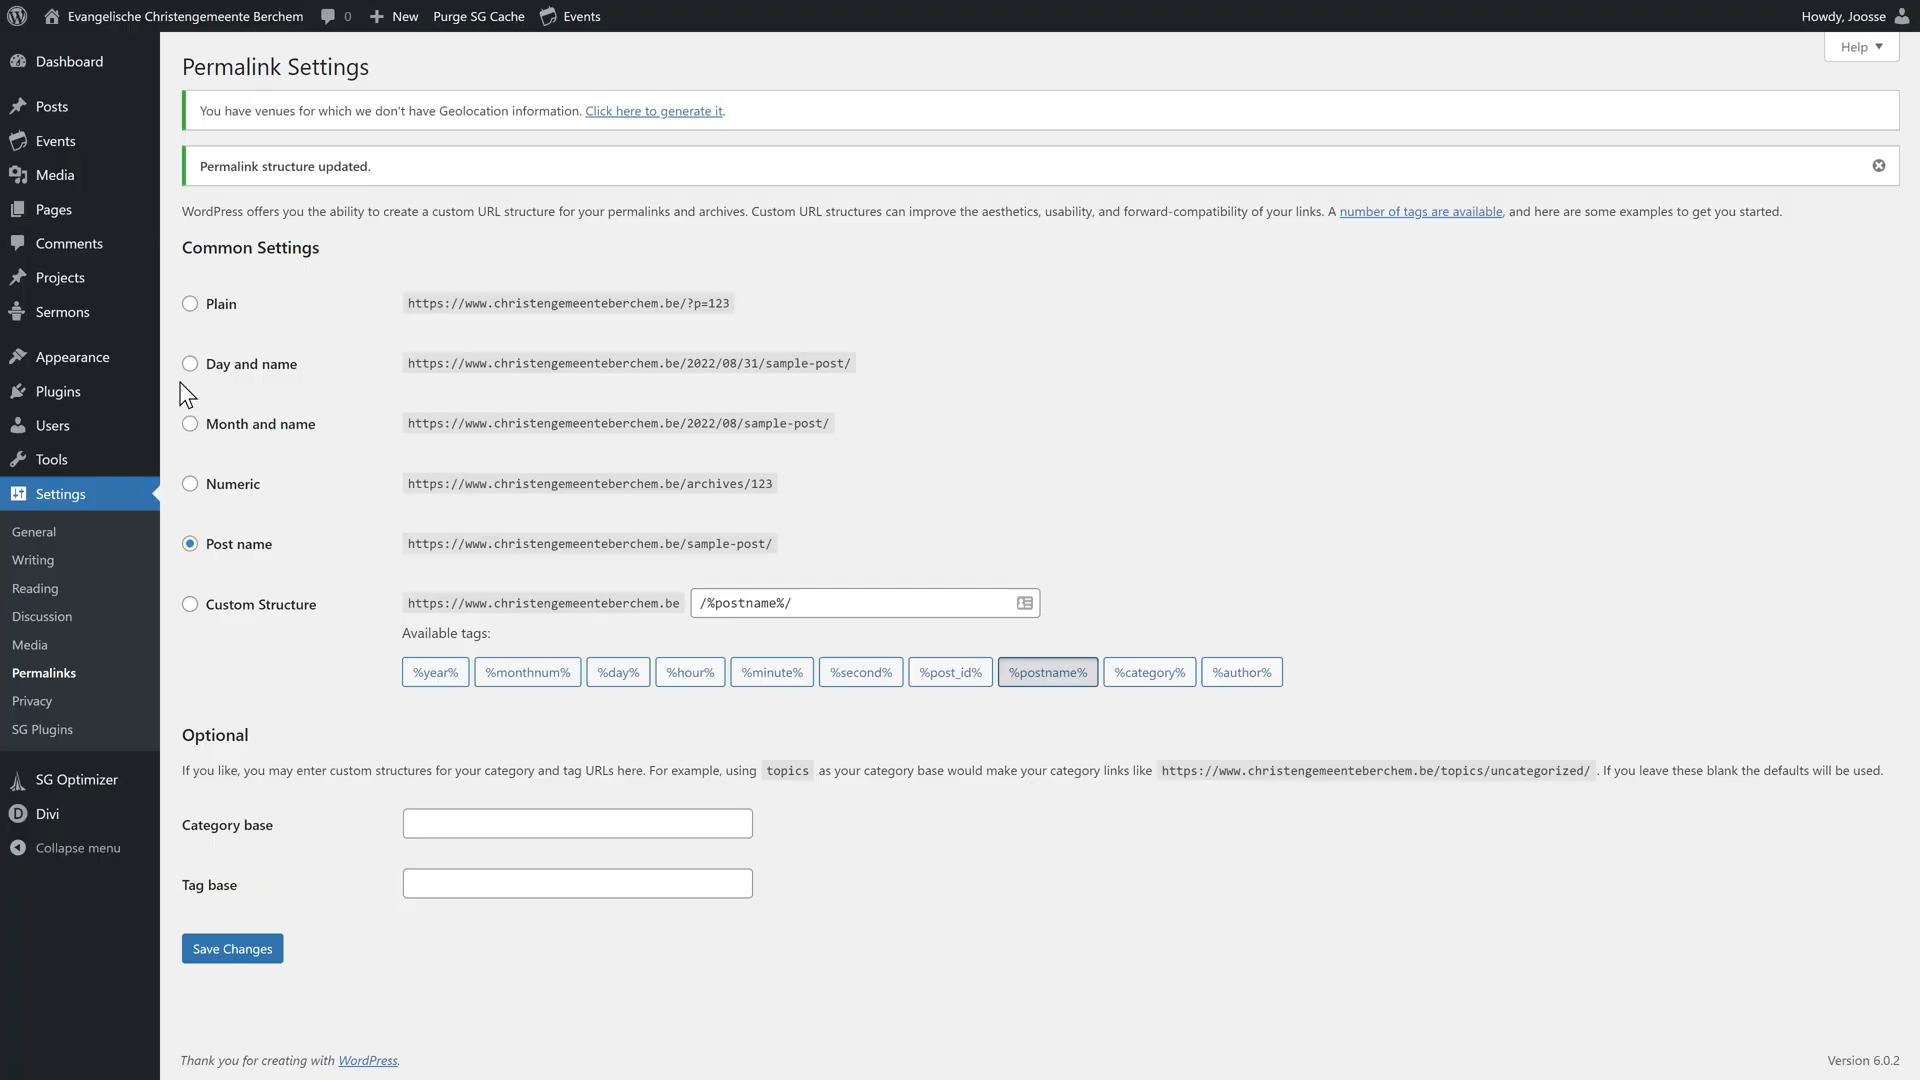 Evangelische Christengemeente Berchem 0 New Purge SG Cache Events Howdy, Joosse
Help
Dashboard
Posts
Events
Media
Pages
Comments
Projects
Sermons
Appearance
Plugins
Users
Tools
Settings
General
Writing
Reading
Discussion
Media
Permalinks
Privacy
SG Plugins
SG Optimizer
Divi
Collapse menu
Permalink Settings
You have venues for which we don't have Geolocation information. Click here to generate it.
Permalink structure updated.
WordPress offers you the ability to create a custom URL structure for your permalinks and archives. Custom URL structures can improve the aesthetics, usability, and forward-compatibility of your links. A number of tags are available, and here are some examples to get you started.
Common Settings
Plain https://www.christengemeenteberchem.be/?p=123
Day and name https://www.christengemeenteberchem.be/2022/08/31/sample-post/
Month and name https://www.christengemeenteberchem.be/2022/08/sample-post/
Numeric https://www.christengemeenteberchem.be/archives/123
Post name https://www.christengemeenteberchem.be/sample-post/
Custom Structure https://www.christengemeenteberchem.be /%postname%/
Available tags:
%year% %monthnum% %day% %hour% %minute% %second% %post_id% %postname% %category% %author%
Optional
If you like, you may enter custom structures for your category and tag URLs here. For example, using topics as your category base would make your category links like https://www.christengemeenteberchem.be/topics/uncategorized/ . If you leave these blank the defaults will be used.
Category base
Tag base
Save Changes
Thank you for creating with WordPress.
Version 6.0.2